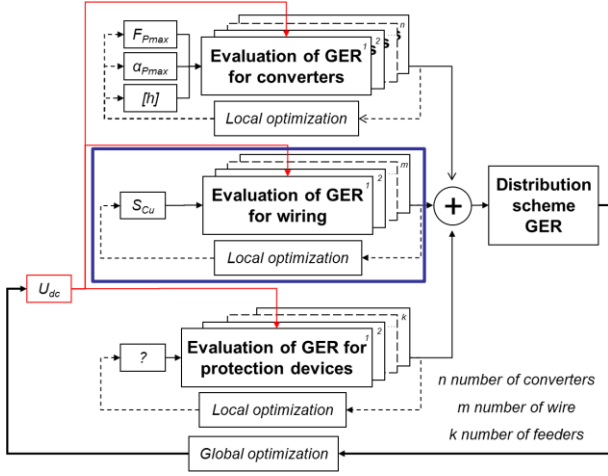 F_Pmax
α_Pmax
[h]
Evaluation of GER
for converters
1
2
n
s
Local optimization
S_Cu
Evaluation of GER
for wiring
1
2
m
Local optimization
+
Distribution
scheme
GER
U_dc
?
Evaluation of GER for
protection devices
1
2
k
Local optimization
Global optimization
n number of converters
m number of wire
k number of feeders